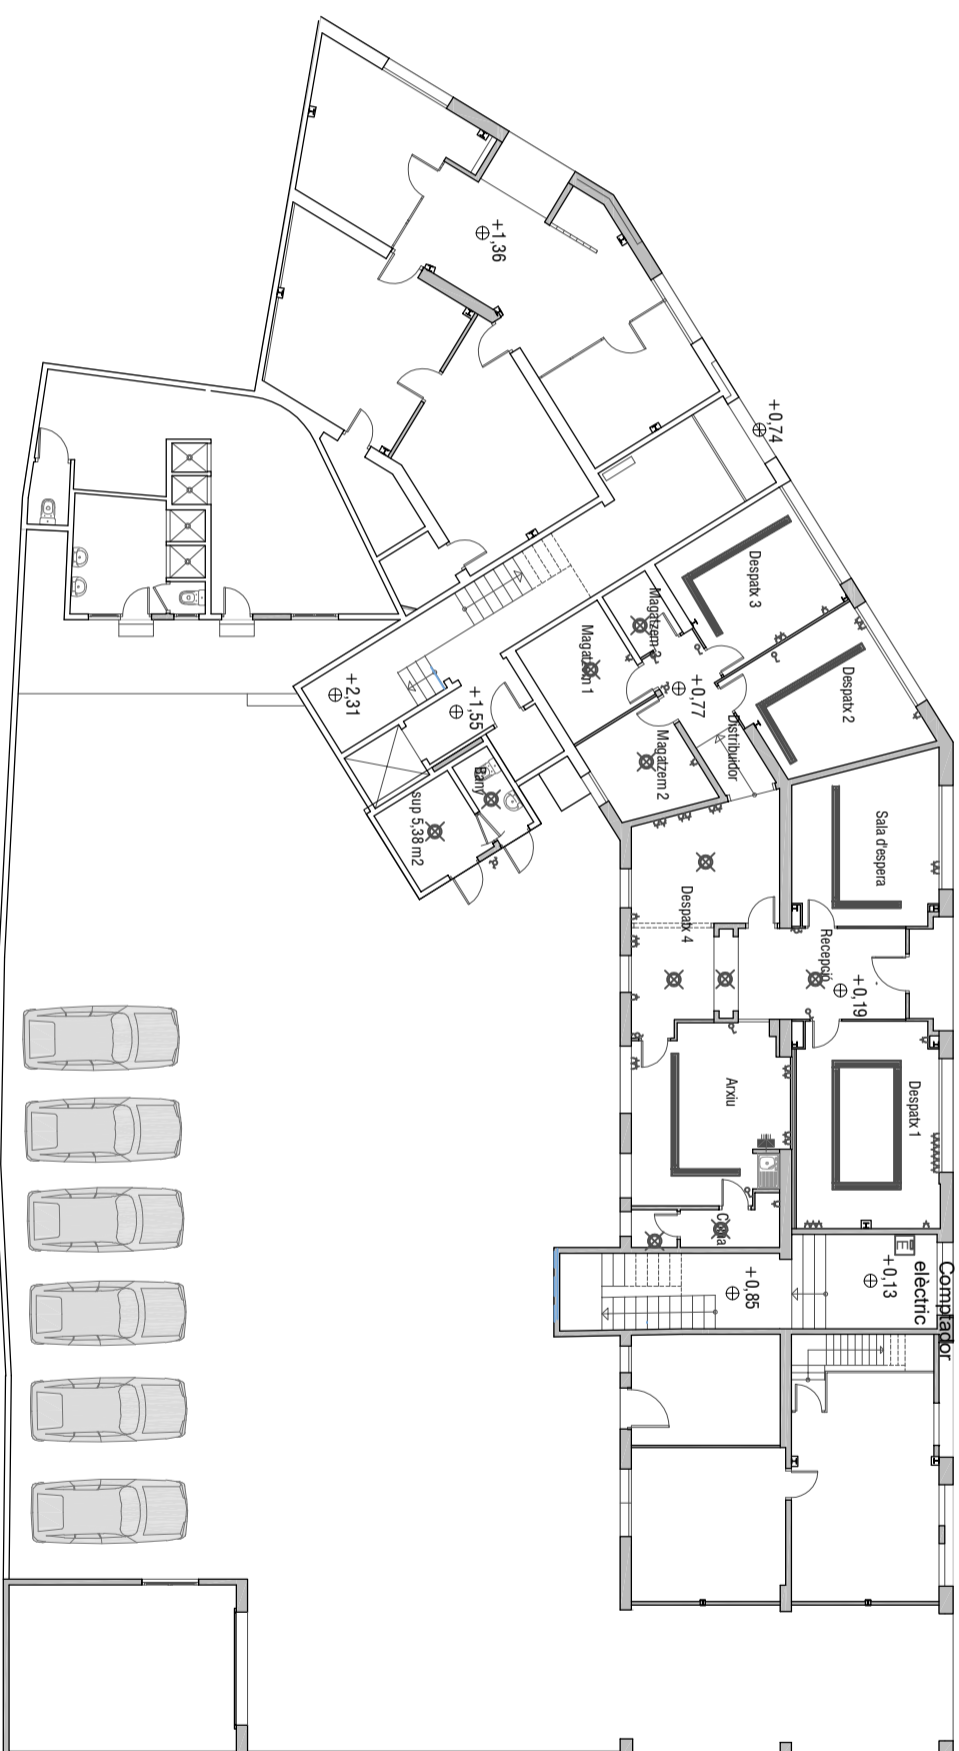 +1,36
+0,74
Despatx 3
Magatzem 3
Magatzem 1
+0,77
Despatx 2
+2,31
+1,55
Distribuidor
Magatzem 2
Bany
sup 5,38 m2
Sala d'espera
Despatx 4
Recepció
+0,19
Arxiu
Despatx 1
+0,13
Comptador
elèctric
E
+0,85